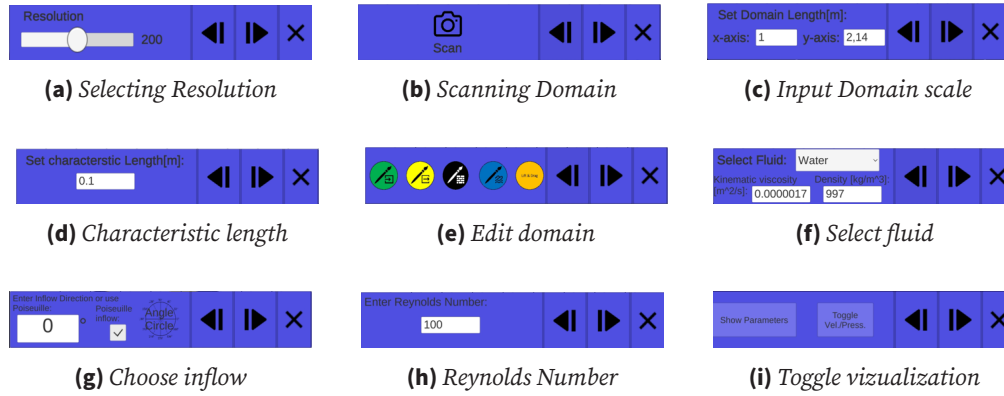 Resolution
200
(a) Selecting Resolution
Scan
(b) Scanning Domain
Set Domain Length[m]:
x-axis: 1 y-axis: 2,14
(c) Input Domain scale
Set characterstic Length[m]:
0.1
(d) Characteristic length
(e) Edit domain
Select Fluid: Water
Kinematic viscosity Density [kg/m^3]:
[m^2/s]: 0.0000017 997
(f) Select fluid
Enter Inflow Direction or use
Poiseuille: Poiseuille
inflow:
0 °
Angle
Circle
(g) Choose inflow
Enter Reynolds Number:
100
(h) Reynolds Number
Show Parameters
Toggle
Vel./Press.
(i) Toggle vizualization